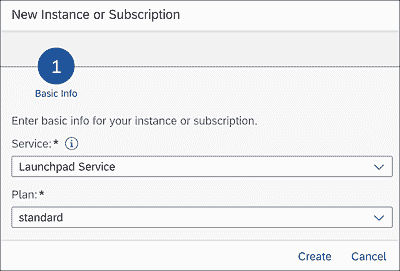 New Instance or Subscription
1
Basic Info
Enter basic info for your instance or subscription.
Service:*
Launchpad Service
Plan:*
standard
Create Cancel